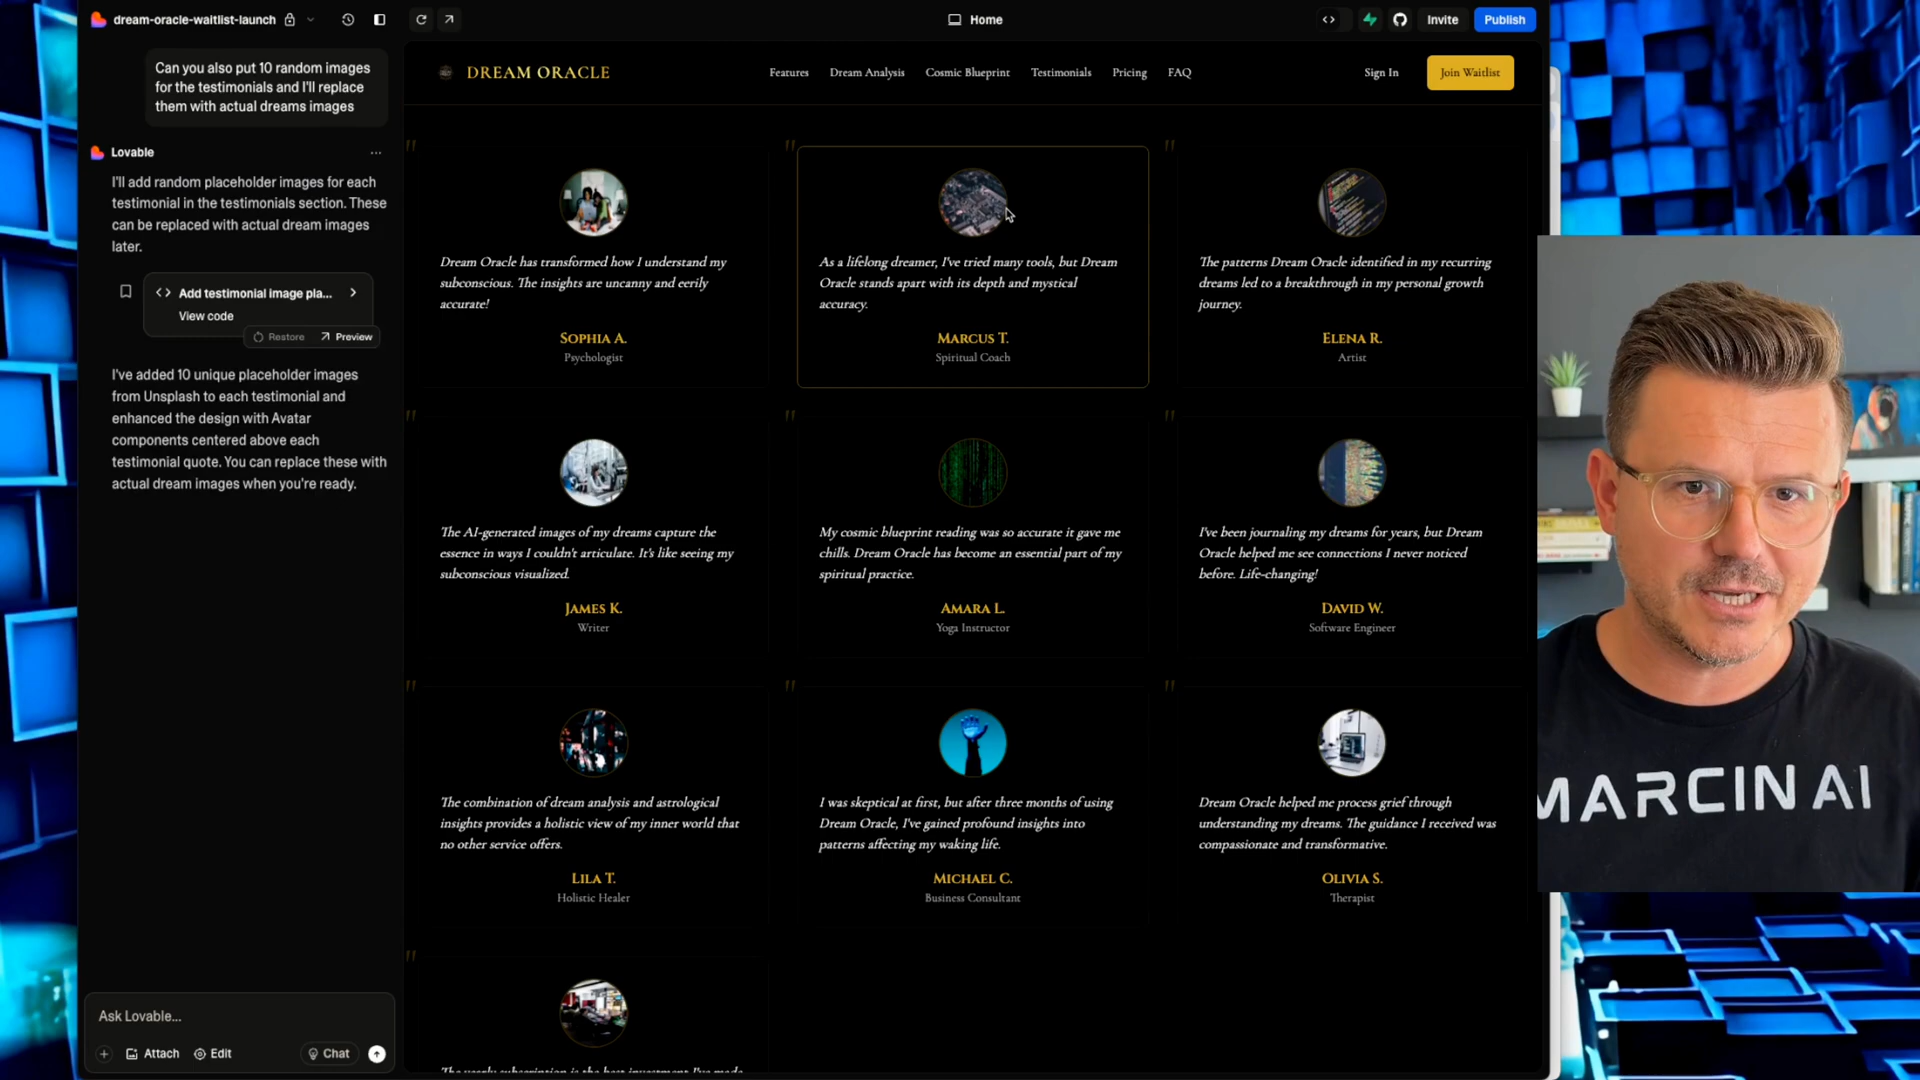 dream-oracle-waitlist-launch
Home
Invite
Publish
Can you also put 10 random images
for the testimonials and I'll replace
them with actual dreams images
Lovable
I'll add random placeholder images for each
testimonial in the testimonials section. These
can be replaced with actual dream images
later.
Add testimonial image pla...
View code
Restore
Preview
I've added 10 unique placeholder images
from Unsplash to each testimonial and
enhanced the design with Avatar
components centered above each
testimonial quote. You can replace these with
actual dream images when you're ready.
Ask Lovable...
Attach
Edit
Chat
DREAM ORACLE
Features
Dream Analysis
Cosmic Blueprint
Testimonials
Pricing
FAQ
Sign In
Join Waitlist
Dream Oracle has transformed how I understand my
subconscious. The insights are uncanny and eerily
accurate!
SOPHIA A.
Psychologist
As a lifelong dreamer, I've tried many tools, but Dream
Oracle stands apart with its depth and mystical
accuracy.
MARCUS T.
Spiritual Coach
The patterns Dream Oracle identified in my recurring
dreams led to a breakthrough in my personal growth
journey.
ELENA R.
Artist
The AI-generated images of my dreams capture the
essence in ways I couldn't articulate. It's like seeing my
subconscious visualized.
JAMES K.
Writer
My cosmic blueprint reading was so accurate it gave me
chills. Dream Oracle has become an essential part of my
spiritual practice.
AMARA L.
Yoga Instructor
I've been journaling my dreams for years, but Dream
Oracle helped me see connections I never noticed
before. Life-changing!
DAVID W.
Software Engineer
The combination of dream analysis and astrological
insights provides a holistic view of my inner world that
no other service offers.
LILA T.
Holistic Healer
I was skeptical at first, but after three months of using
Dream Oracle, I've gained profound insights into
patterns affecting my waking life.
MICHAEL C.
Business Consultant
Dream Oracle helped me process grief through
understanding my dreams. The guidance I received was
compassionate and transformative.
OLIVIA S.
Therapist
The yearly subscription is the best investment I've made
MARCIN AI